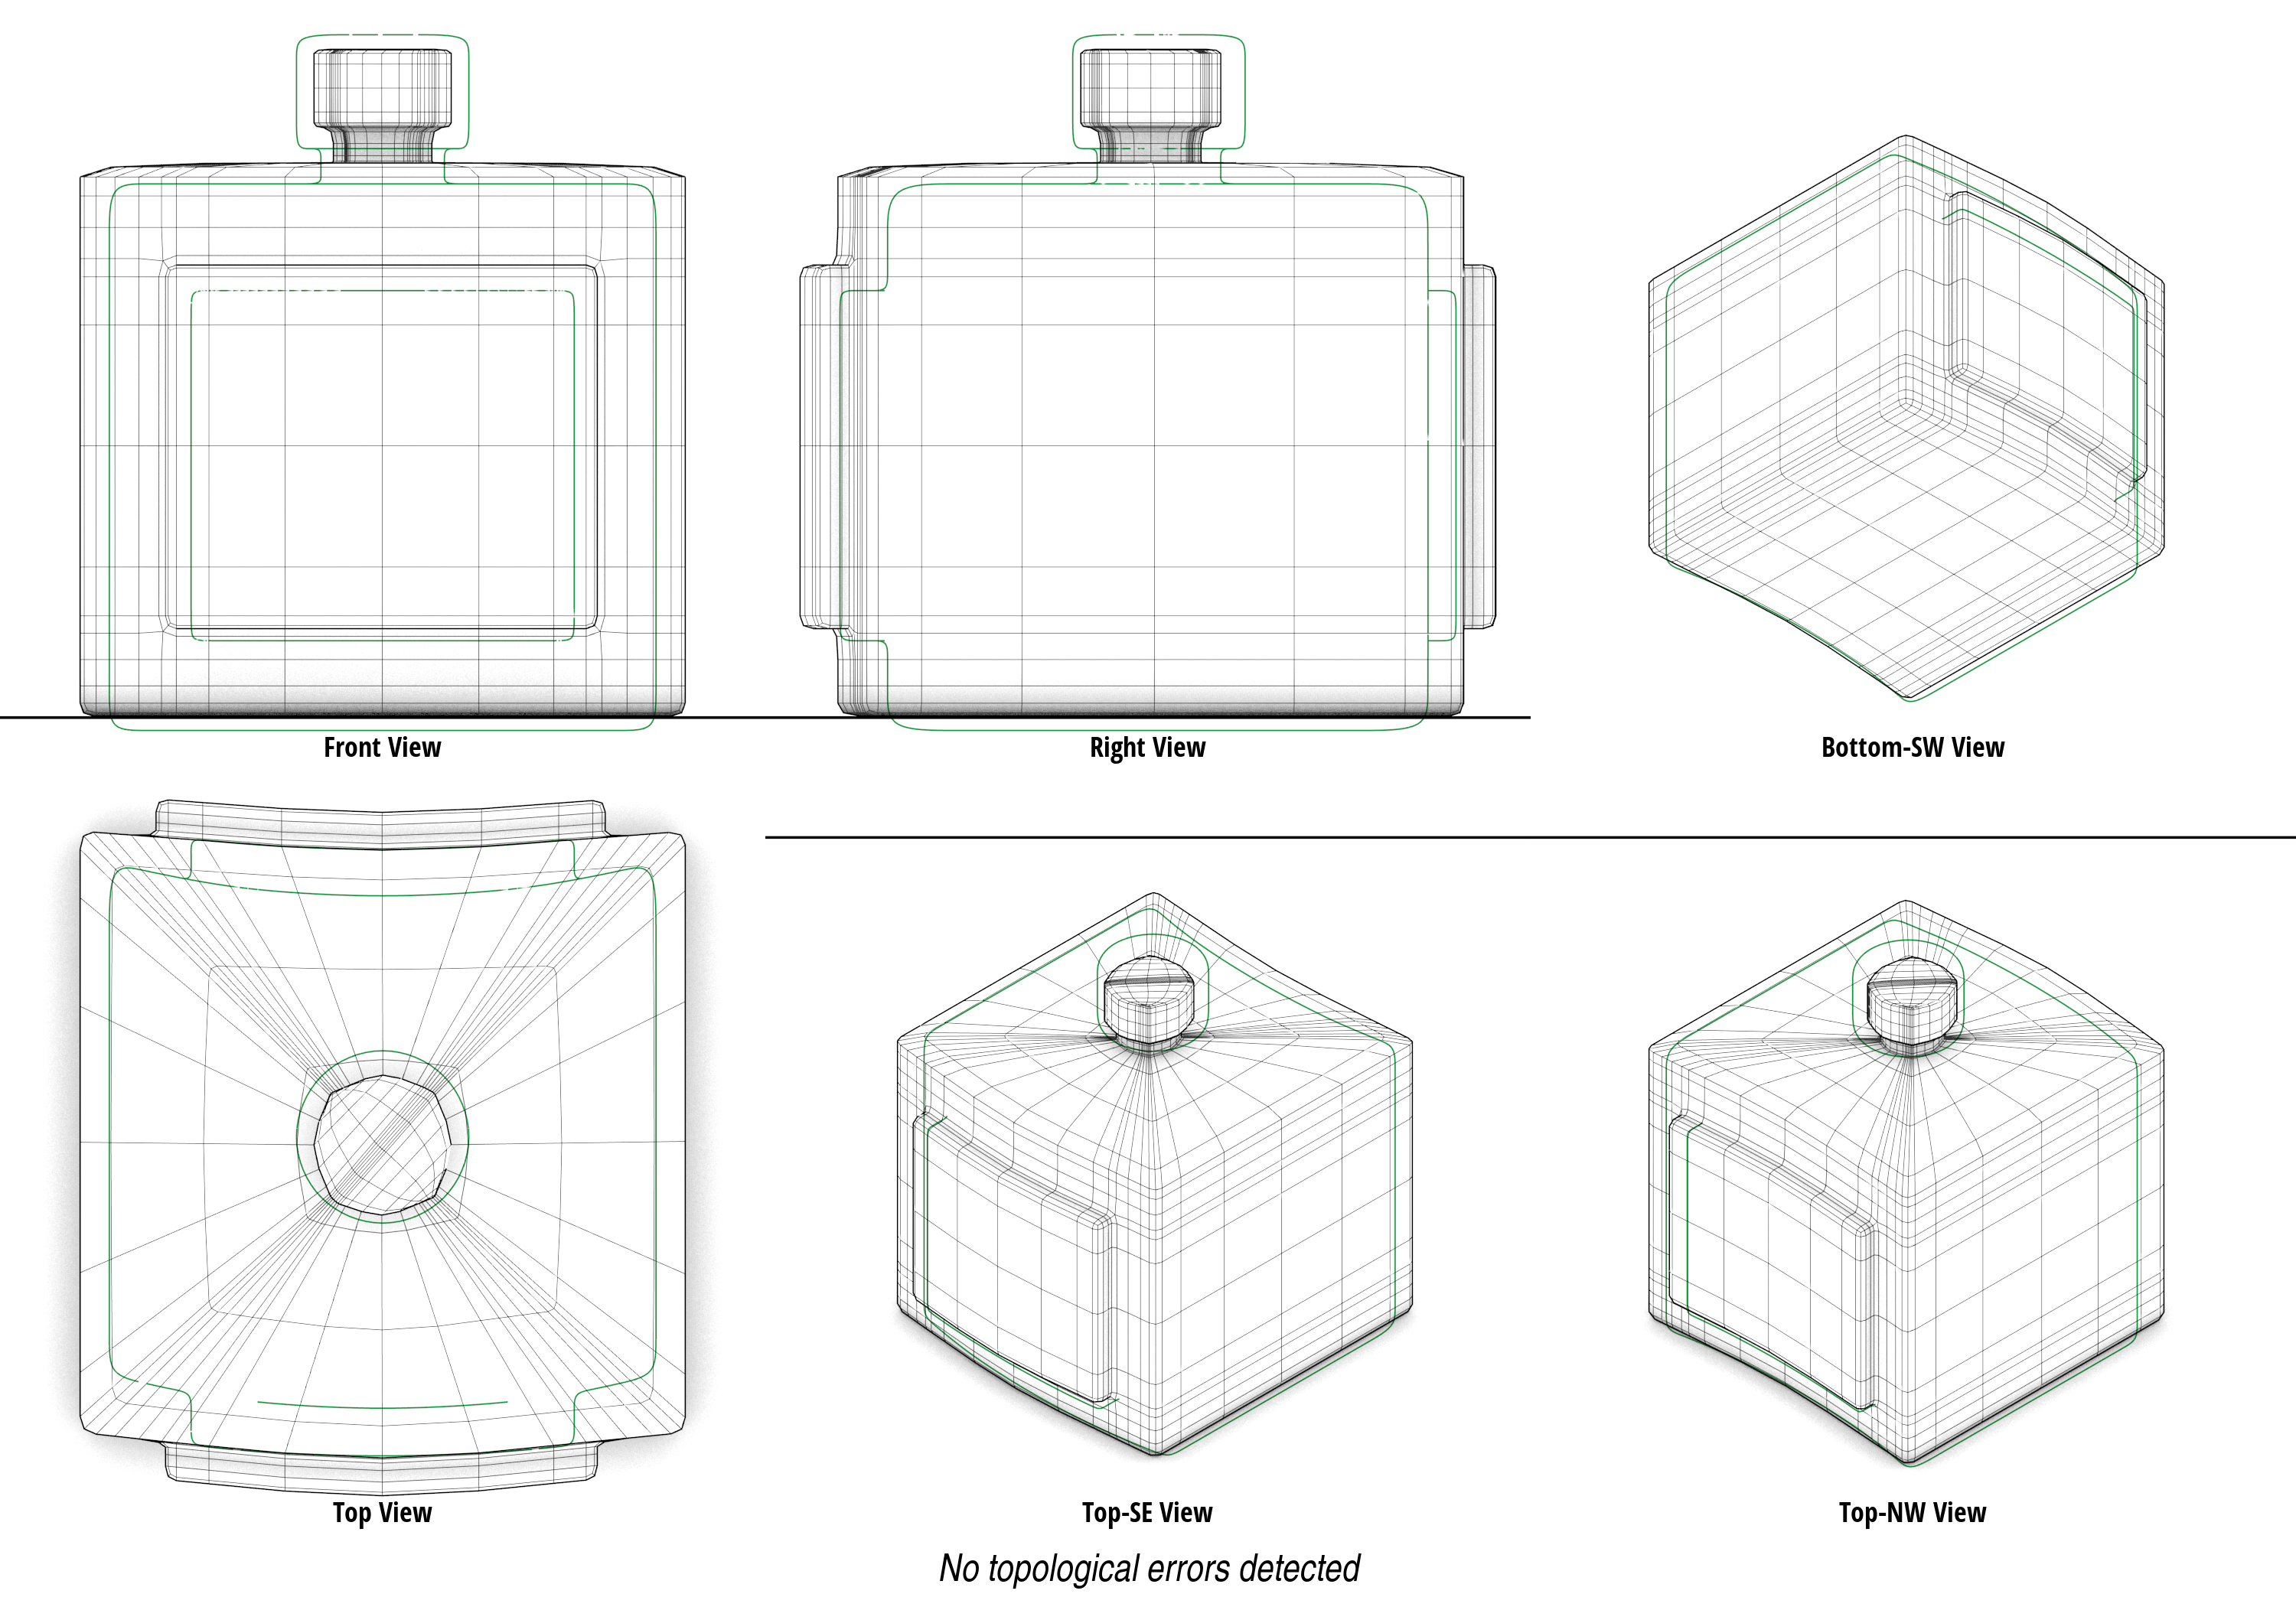 Front View
Right View
Bottom-SW View
Top View
Top-SE View
Top-NW View
No topological errors detected